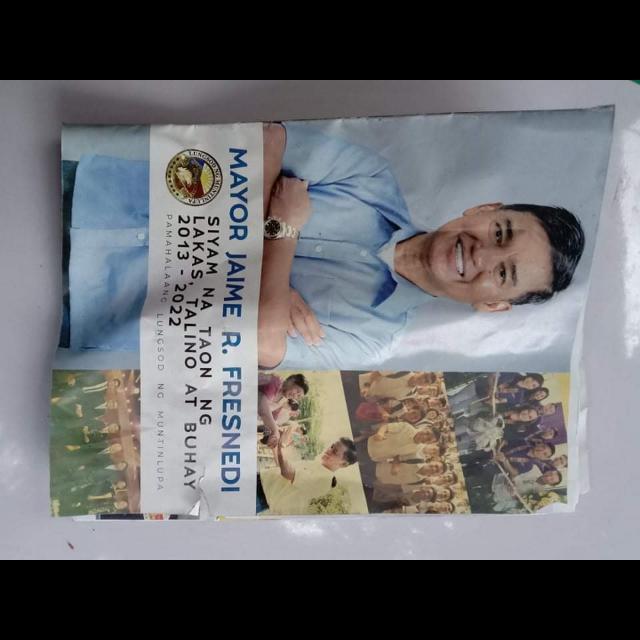 MAYOR JAIME R. FRESNEDI
SIYAM NA TAON NG
LAKAS, TALINO AT BUHAY
2013 - 2022
PAMAHALAANG LUNGSOD NG MUNTINLUPA